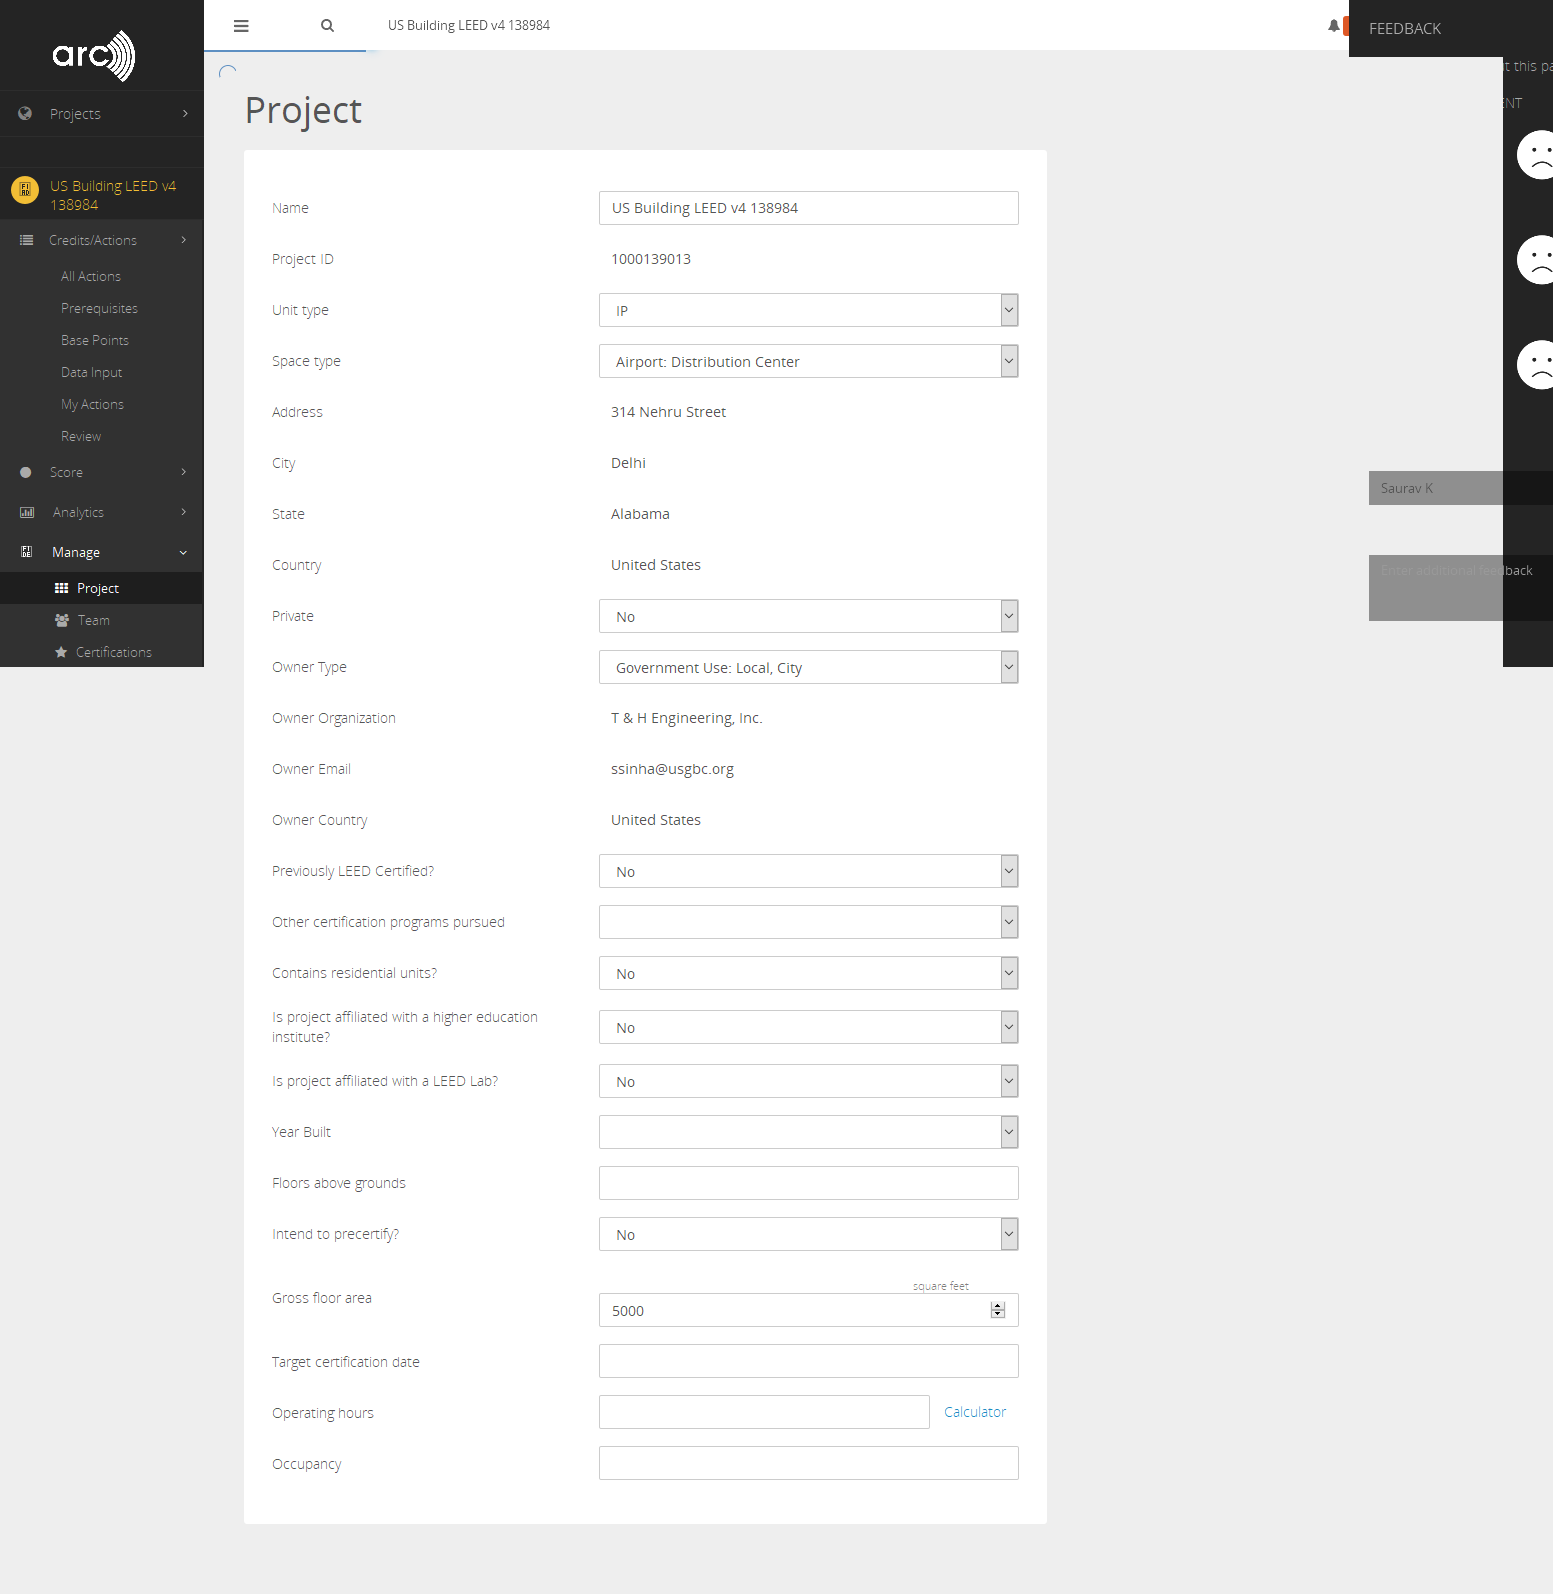 arc
Projects
US Building LEED v4
138984
Credits/Actions
All Actions
Prerequisites
Base Points
Data Input
My Actions
Review
Score
Analytics
Manage
Project
Team
Certifications
US Building LEED v4 138984
FEEDBACK
t this pa
ENT
Saurav K
Enter additional feedback
Project
Name
US Building LEED v4 138984
Project ID
1000139013
Unit type
IP
Space type
Airport: Distribution Center
Address
314 Nehru Street
City
Delhi
State
Alabama
Country
United States
Private
No
Owner Type
Government Use: Local, City
Owner Organization
T & H Engineering, Inc.
Owner Email
ssinha@usgbc.org
Owner Country
United States
Previously LEED Certified?
No
Other certification programs pursued
Contains residential units?
No
Is project affiliated with a higher education
institute?
No
Is project affiliated with a LEED Lab?
No
Year Built
Floors above grounds
Intend to precertify?
No
Gross floor area
square feet
5000
Target certification date
Operating hours
Calculator
Occupancy